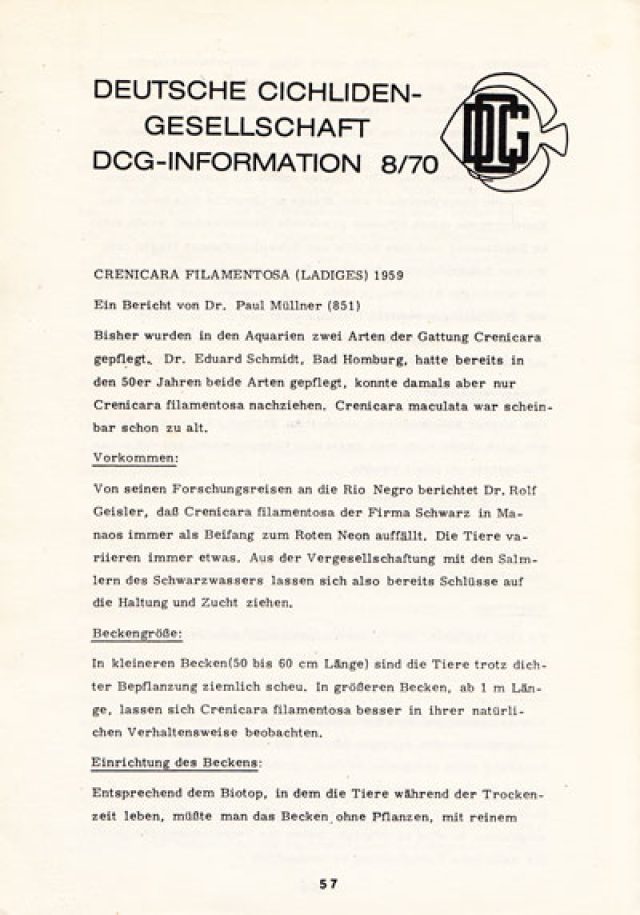 DEUTSCHE CICHLIDEN-
GESELLSCHAFT
DCG-INFORMATION 8/70
DCG
CRENICARA FILAMENTOSA (LADIGES) 1959
Ein Bericht von Dr. Paul Müllner (851)
Bisher wurden in den Aquarien zwei Arten der Gattung Crenicara
gepflegt. Dr. Eduard Schmidt, Bad Homburg, hatte bereits in
den 50er Jahren beide Arten gepflegt, konnte damals aber nur
Crenicara filamentosa nachziehen. Crenicara maculata war schein-
bar schon zu alt.
Vorkommen:
Von seinen Forschungsreisen an die Rio Negro berichtet Dr. Rolf
Geisler, daß Crenicara filamentosa der Firma Schwarz in Ma-
naos immer als Beifang zum Roten Neon auffällt. Die Tiere va-
riieren immer etwas. Aus der Vergesellschaftung mit den Salm-
lern des Schwarzwassers lassen sich also bereits Schlüsse auf
die Haltung und Zucht ziehen.
Beckengröße:
In kleineren Becken(50 bis 60 cm Länge) sind die Tiere trotz dich-
ter Bepflanzung ziemlich scheu. In größeren Becken, ab 1 m Län-
ge, lassen sich Crenicara filamentosa besser in ihrer natürli-
chen Verhaltensweise beobachten.
Einrichtung des Beckens:
Entsprechend dem Biotop, in dem die Tiere während der Trocken-
zeit leben, müßte man das Becken ohne Pflanzen, mit reinem
57